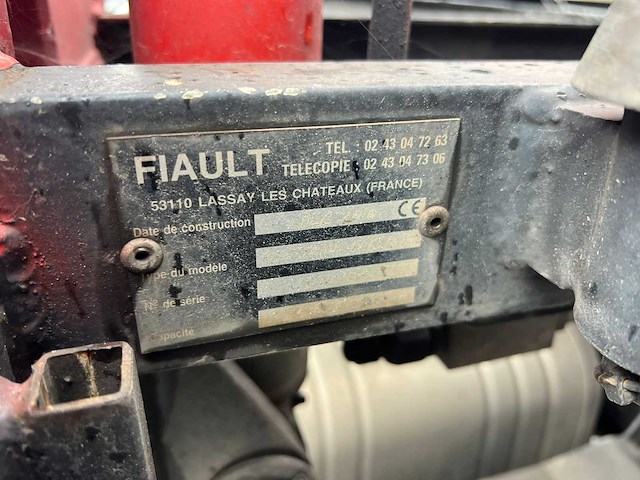 FIAULT
TEL. : 02 43 04 72 63
TELECOPIE : 02 43 04 73 06
53110 LASSAY LES CHATEAUX (FRANCE)
Date de construction CE
du modèle
N° de série